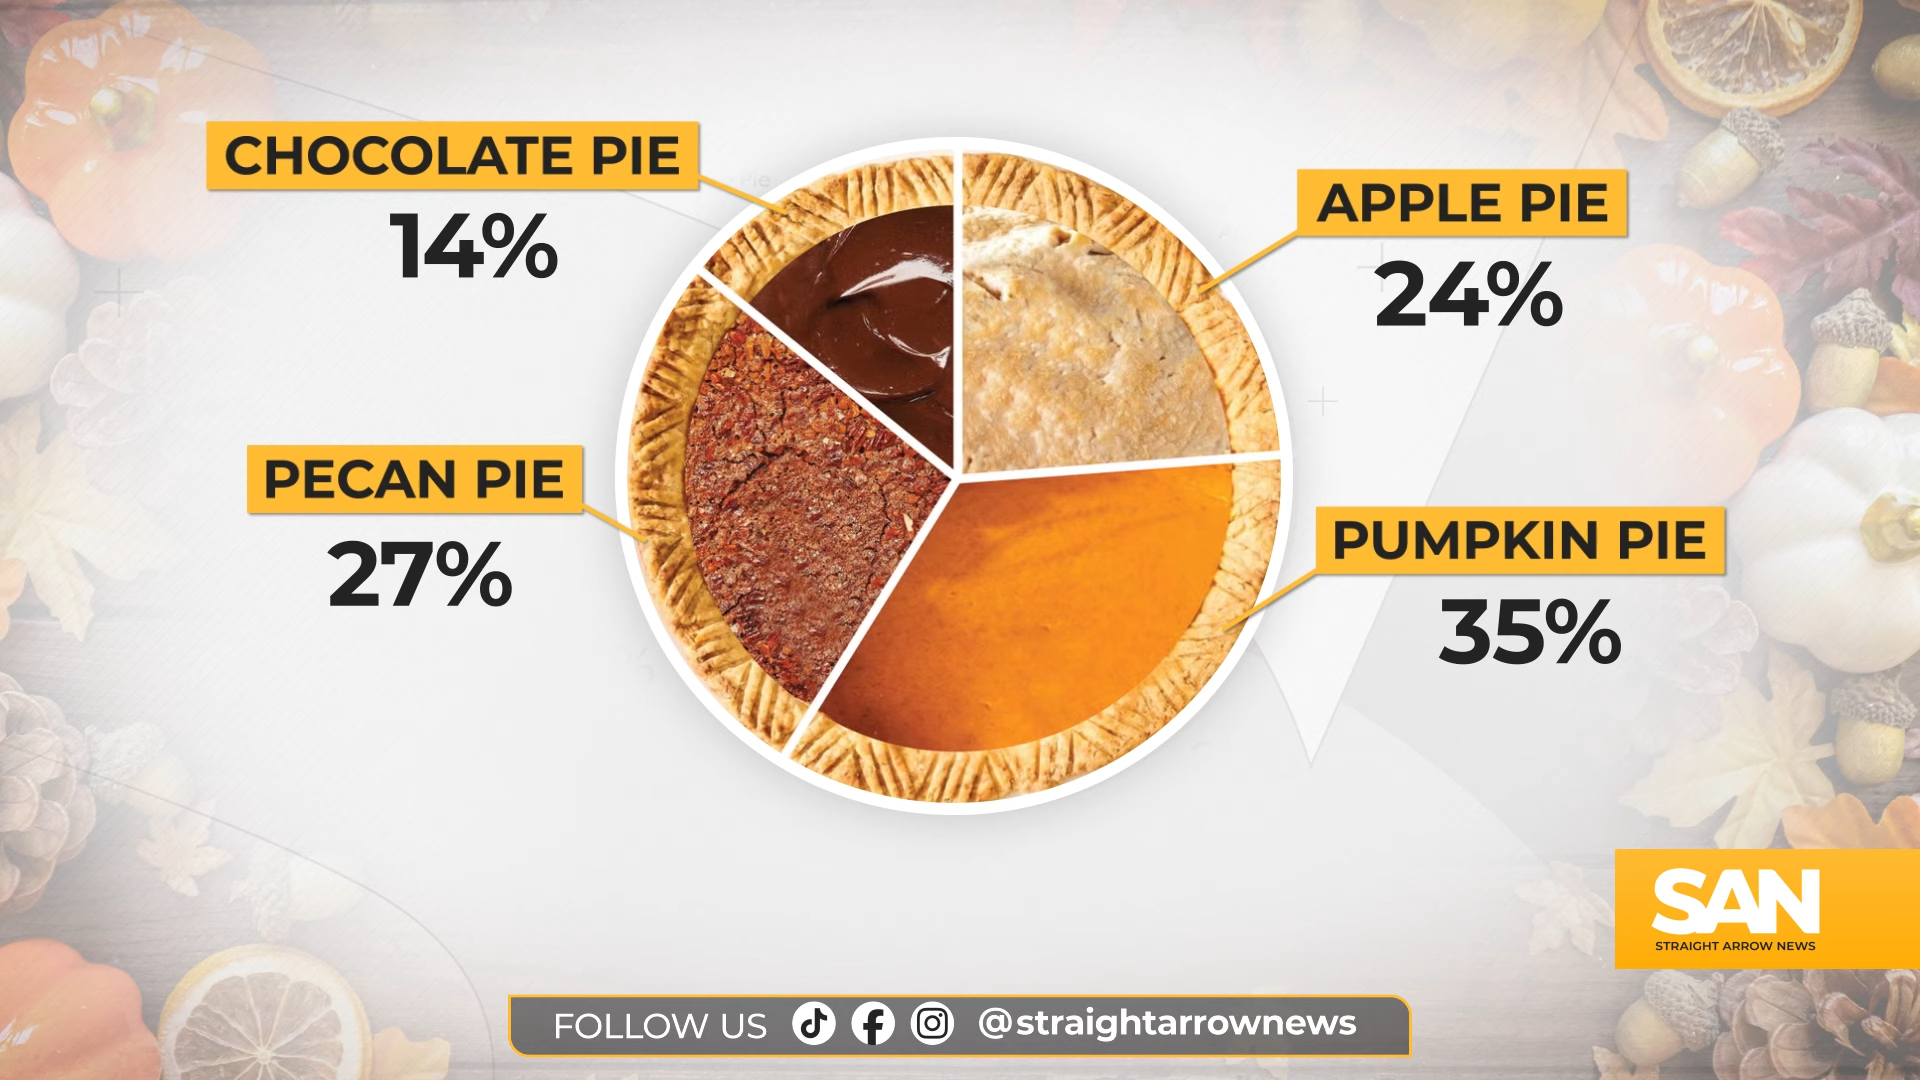 CHOCOLATE PIE
14%
APPLE PIE
24%
PECAN PIE
27%
PUMPKIN PIE
35%
SAN
STRAIGHT ARROW NEWS
FOLLOW US @straightarrownews